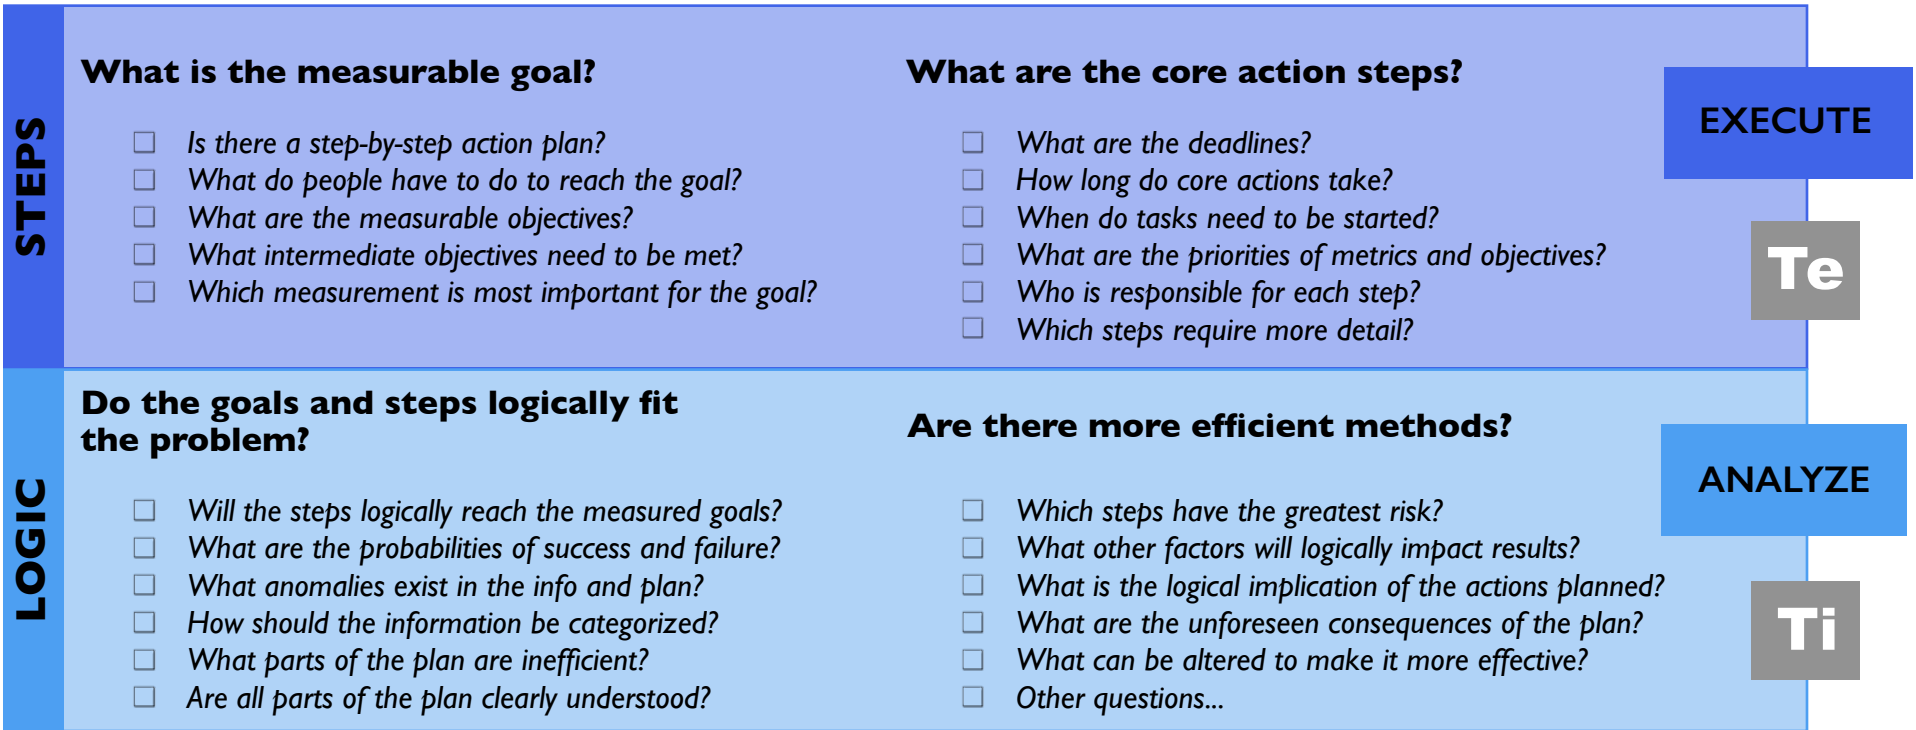 STEPS
What is the measurable goal?
Is there a step-by-step action plan?
What do people have to do to reach the goal?
What are the measurable objectives?
What intermediate objectives need to be met?
Which measurement is most important for the goal?
What are the core action steps?
What are the deadlines?
How long do core actions take?
When do tasks need to be started?
What are the priorities of metrics and objectives?
Who is responsible for each step?
Which steps require more detail?
EXECUTE
Te
LOGIC
Do the goals and steps logically fit
the problem?
Will the steps logically reach the measured goals?
What are the probabilities of success and failure?
What anomalies exist in the info and plan?
How should the information be categorized?
What parts of the plan are inefficient?
Are all parts of the plan clearly understood?
Are there more efficient methods?
Which steps have the greatest risk?
What other factors will logically impact results?
What is the logical implication of the actions planned?
What are the unforeseen consequences of the plan?
What can be altered to make it more effective?
Other questions...
ANALYZE
Ti